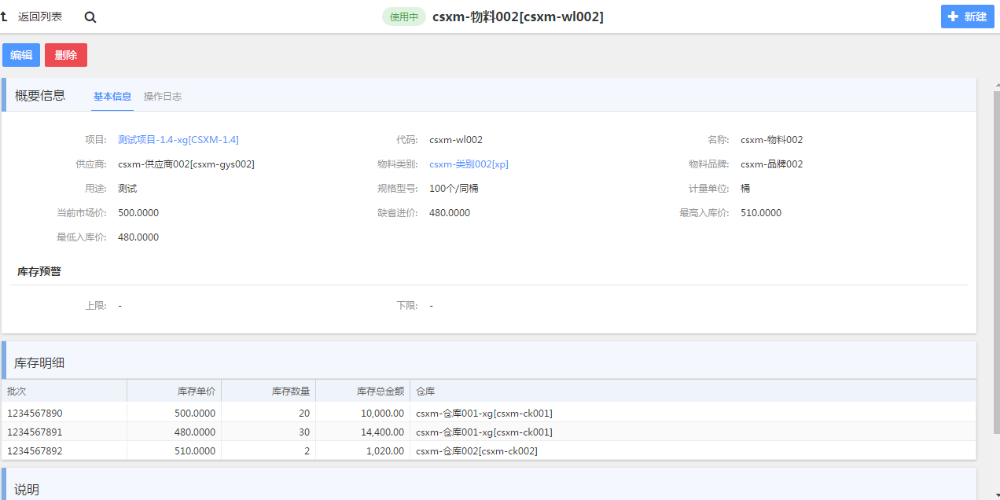 返回列表
使用中 csxm-物料002[csxm-wl002]
新建
编辑 删除
概要信息 基本信息 操作日志
项目: 测试项目-1.4-xg[CSXM-1.4] 代码: csxm-wl002 名称: csxm-物料002
供应商: csxm-供应商002[csxm-gys002] 物料类别: csxm-类别002[xp] 物料品牌: csxm-品牌002
用途: 测试 规格型号: 100个/同桶 计量单位: 桶
当前市场价: 500.0000 缺省进价: 480.0000 最高入库价: 510.0000
最低入库价: 480.0000
库存预警
上限: - 下限: -
库存明细
批次 库存单价 库存数量 库存总金额 仓库
1234567890 500.0000 20 10,000.00 csxm-仓库001-xg[csxm-ck001]
1234567891 480.0000 30 14,400.00 csxm-仓库001-xg[csxm-ck001]
1234567892 510.0000 2 1,020.00 csxm-仓库002[csxm-ck002]
说明